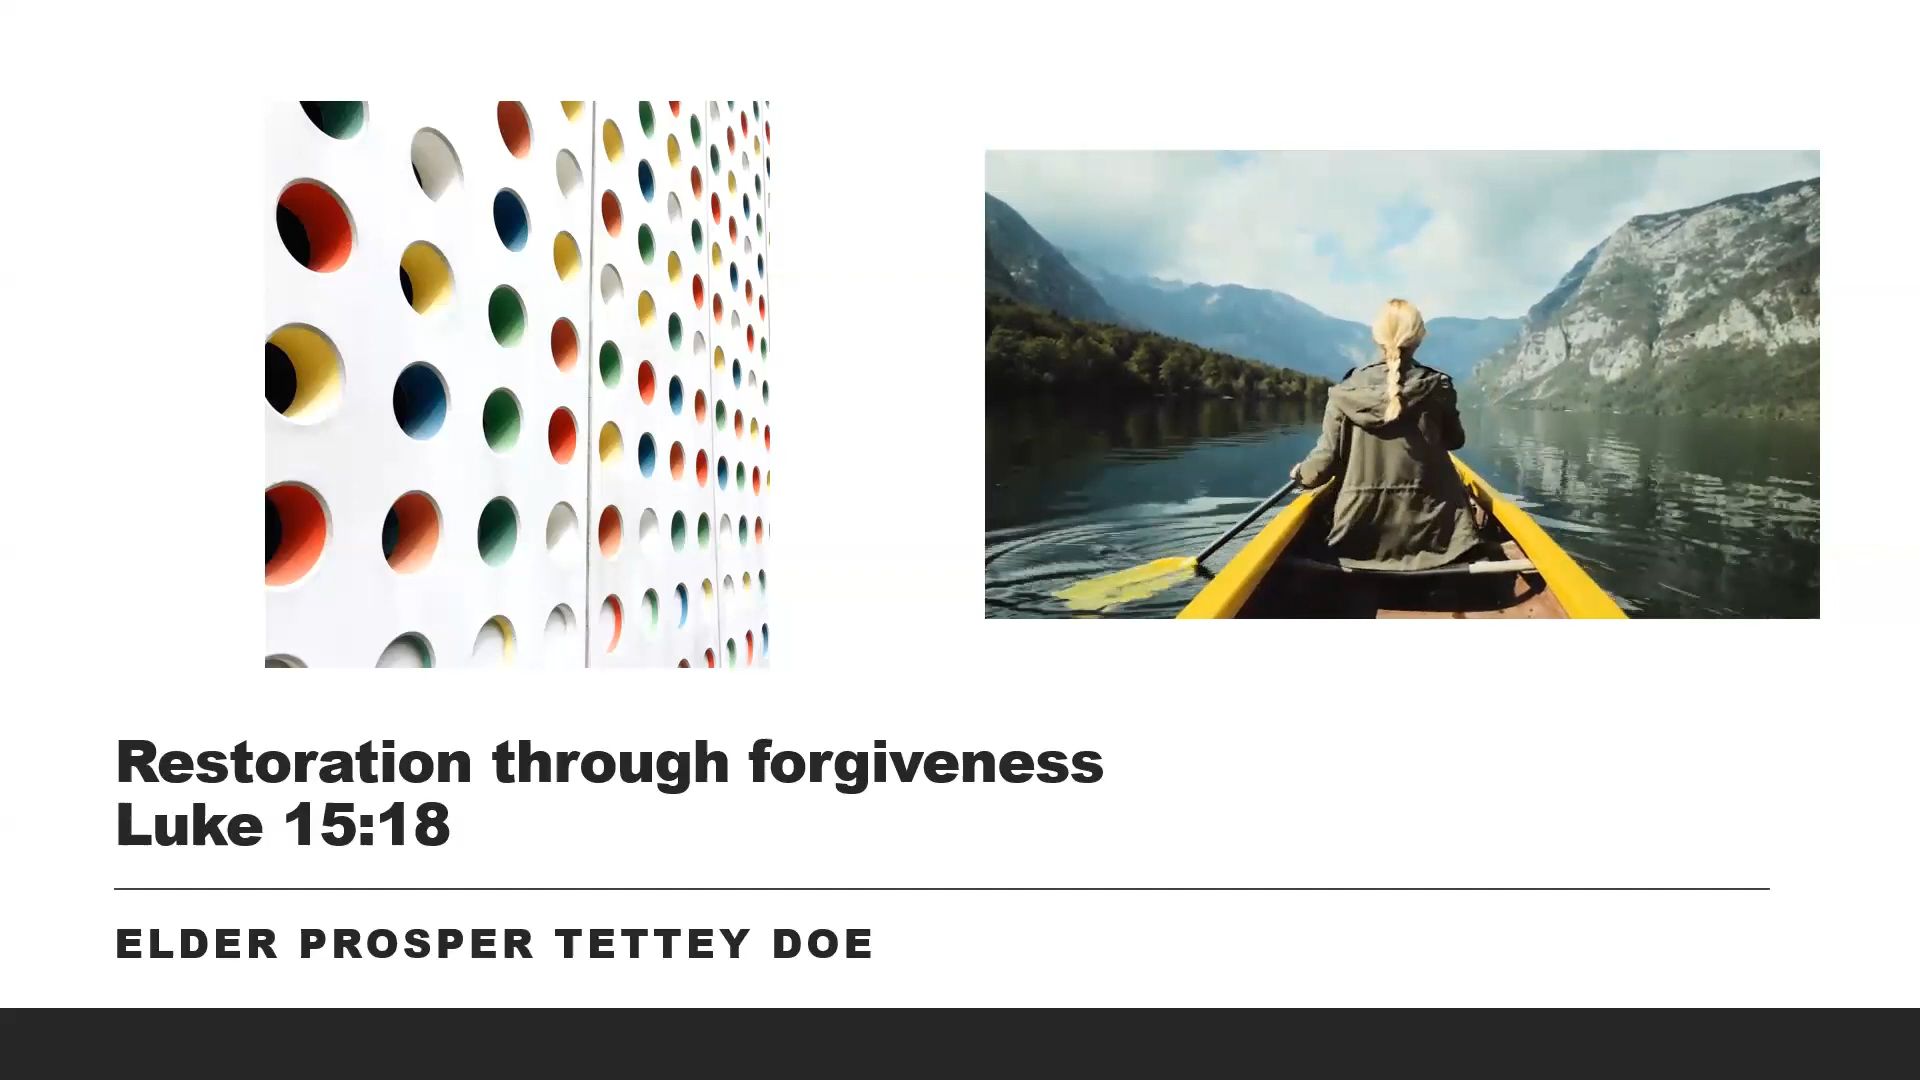 Restoration through forgiveness
Luke 15:18
ELDER PROSPER TETTEY DOE